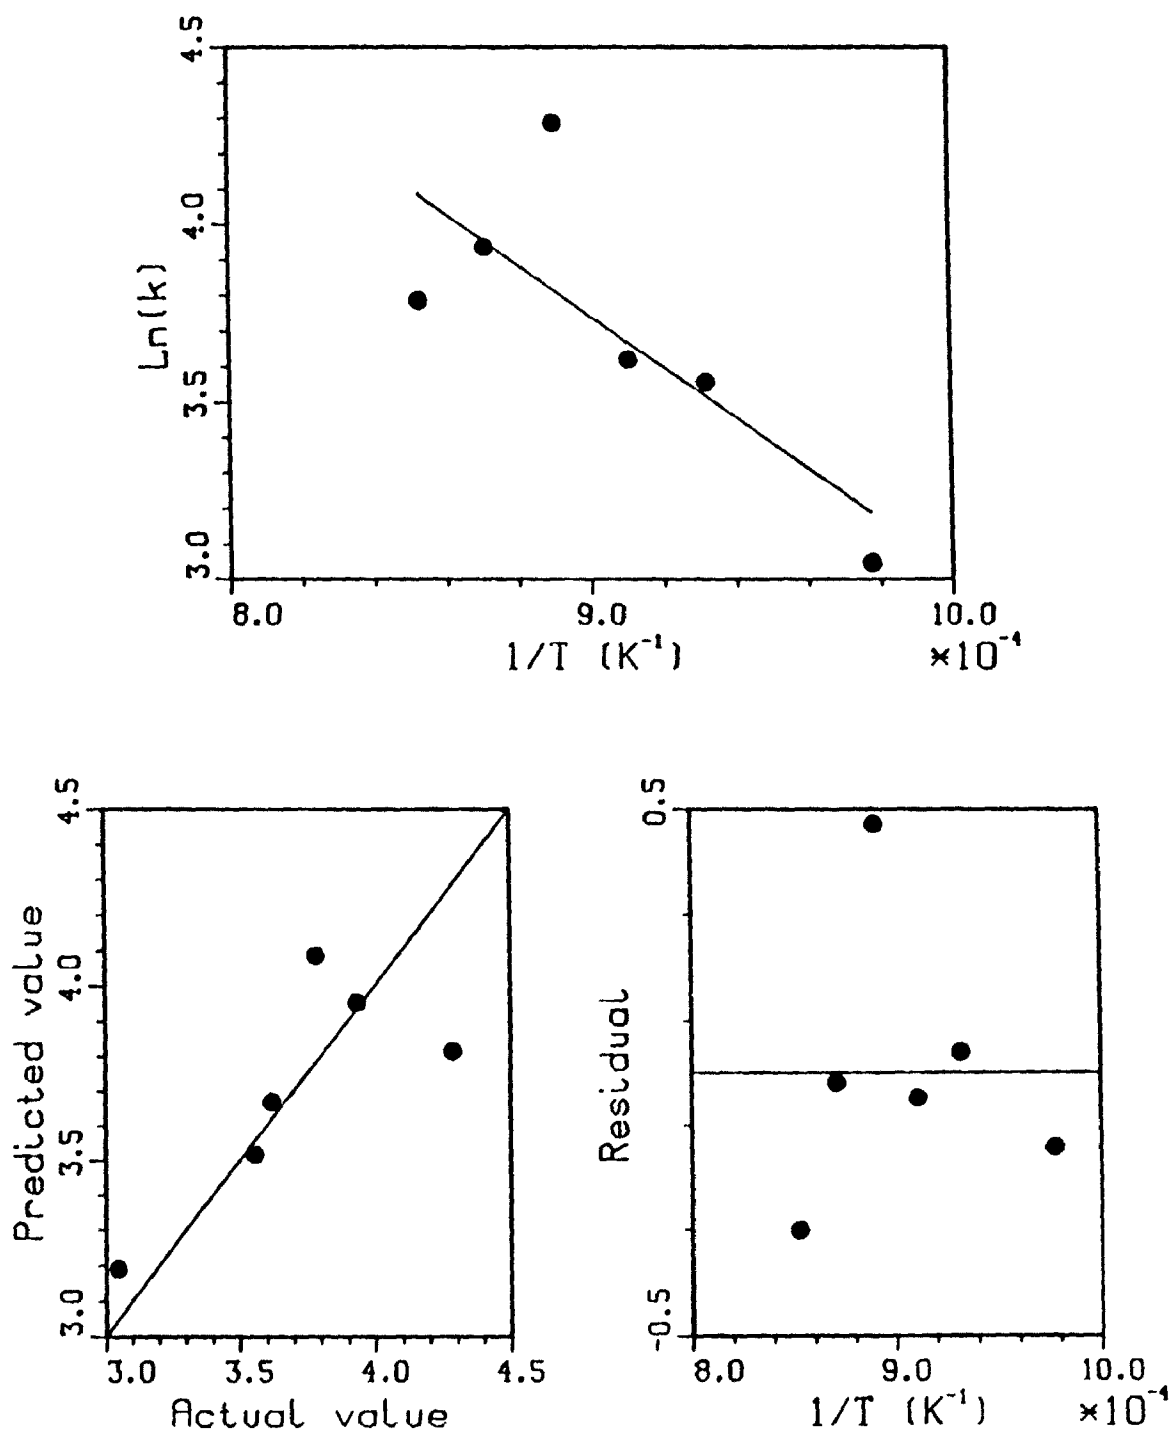 4.5
4.0
3.5
3.0
Ln(k)
8.0 9.0 10.0
1/T (K⁻¹) ×10⁻⁴
4.5
4.0
3.5
3.0
Predicted value
3.0 3.5 4.0 4.5
Actual value
0.5
-0.5
Residual
8.0 9.0 10.0
1/T (K⁻¹) ×10⁻⁴